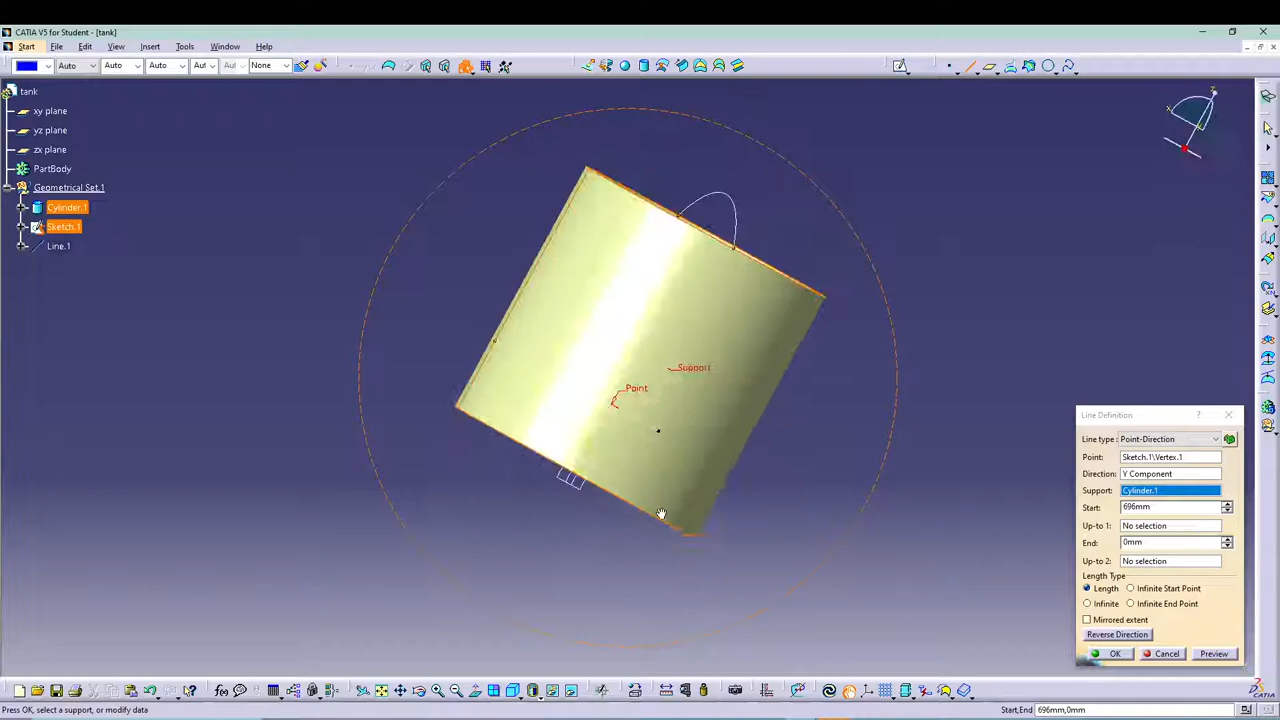 CATIA V5 for Student - [tank]
Start File Edit View Insert Tools Window Help
Auto Auto Auto Aut Aut None
tank
xy plane
yz plane
zx plane
PartBody
Geometrical Set.1
Cylinder.1
Sketch.1
Line.1
Z
X
Support
Point
Line Definition ?
Line type: Point-Direction
Point: Sketch.1\Vertex.1
Direction: Y Component
Support: Cylinder.1
Start: 696mm
Up-to 1: No selection
End: 0mm
Up-to 2: No selection
Length Type
Length Infinite Start Point
Infinite Infinite End Point
Mirrored extent
Reverse Direction
OK Cancel Preview
f(x)
CATIA
Press OK, select a support, or modify data
Start,End 696mm,0mm